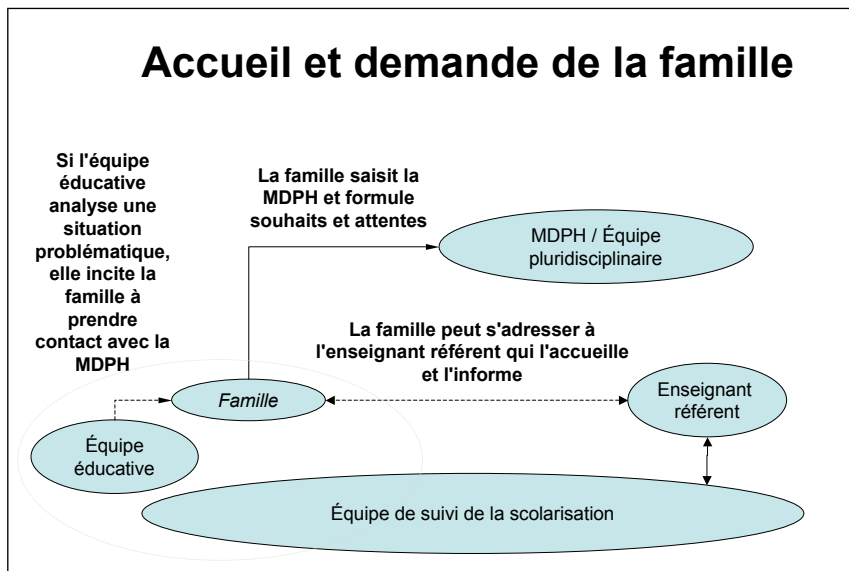 Accueil et demande de la famille
Si l'équipe
éducative
analyse une
situation
problématique,
elle incite la
famille à
prendre
contact avec la
MDPH
La famille saisit la
MDPH et formule
souhaits et attentes
MDPH / Équipe
pluridisciplinaire
La famille peut s'adresser à
l'enseignant référent qui l'accueille
et l'informe
Famille
Enseignant
référent
Équipe
éducative
Équipe de suivi de la scolarisation